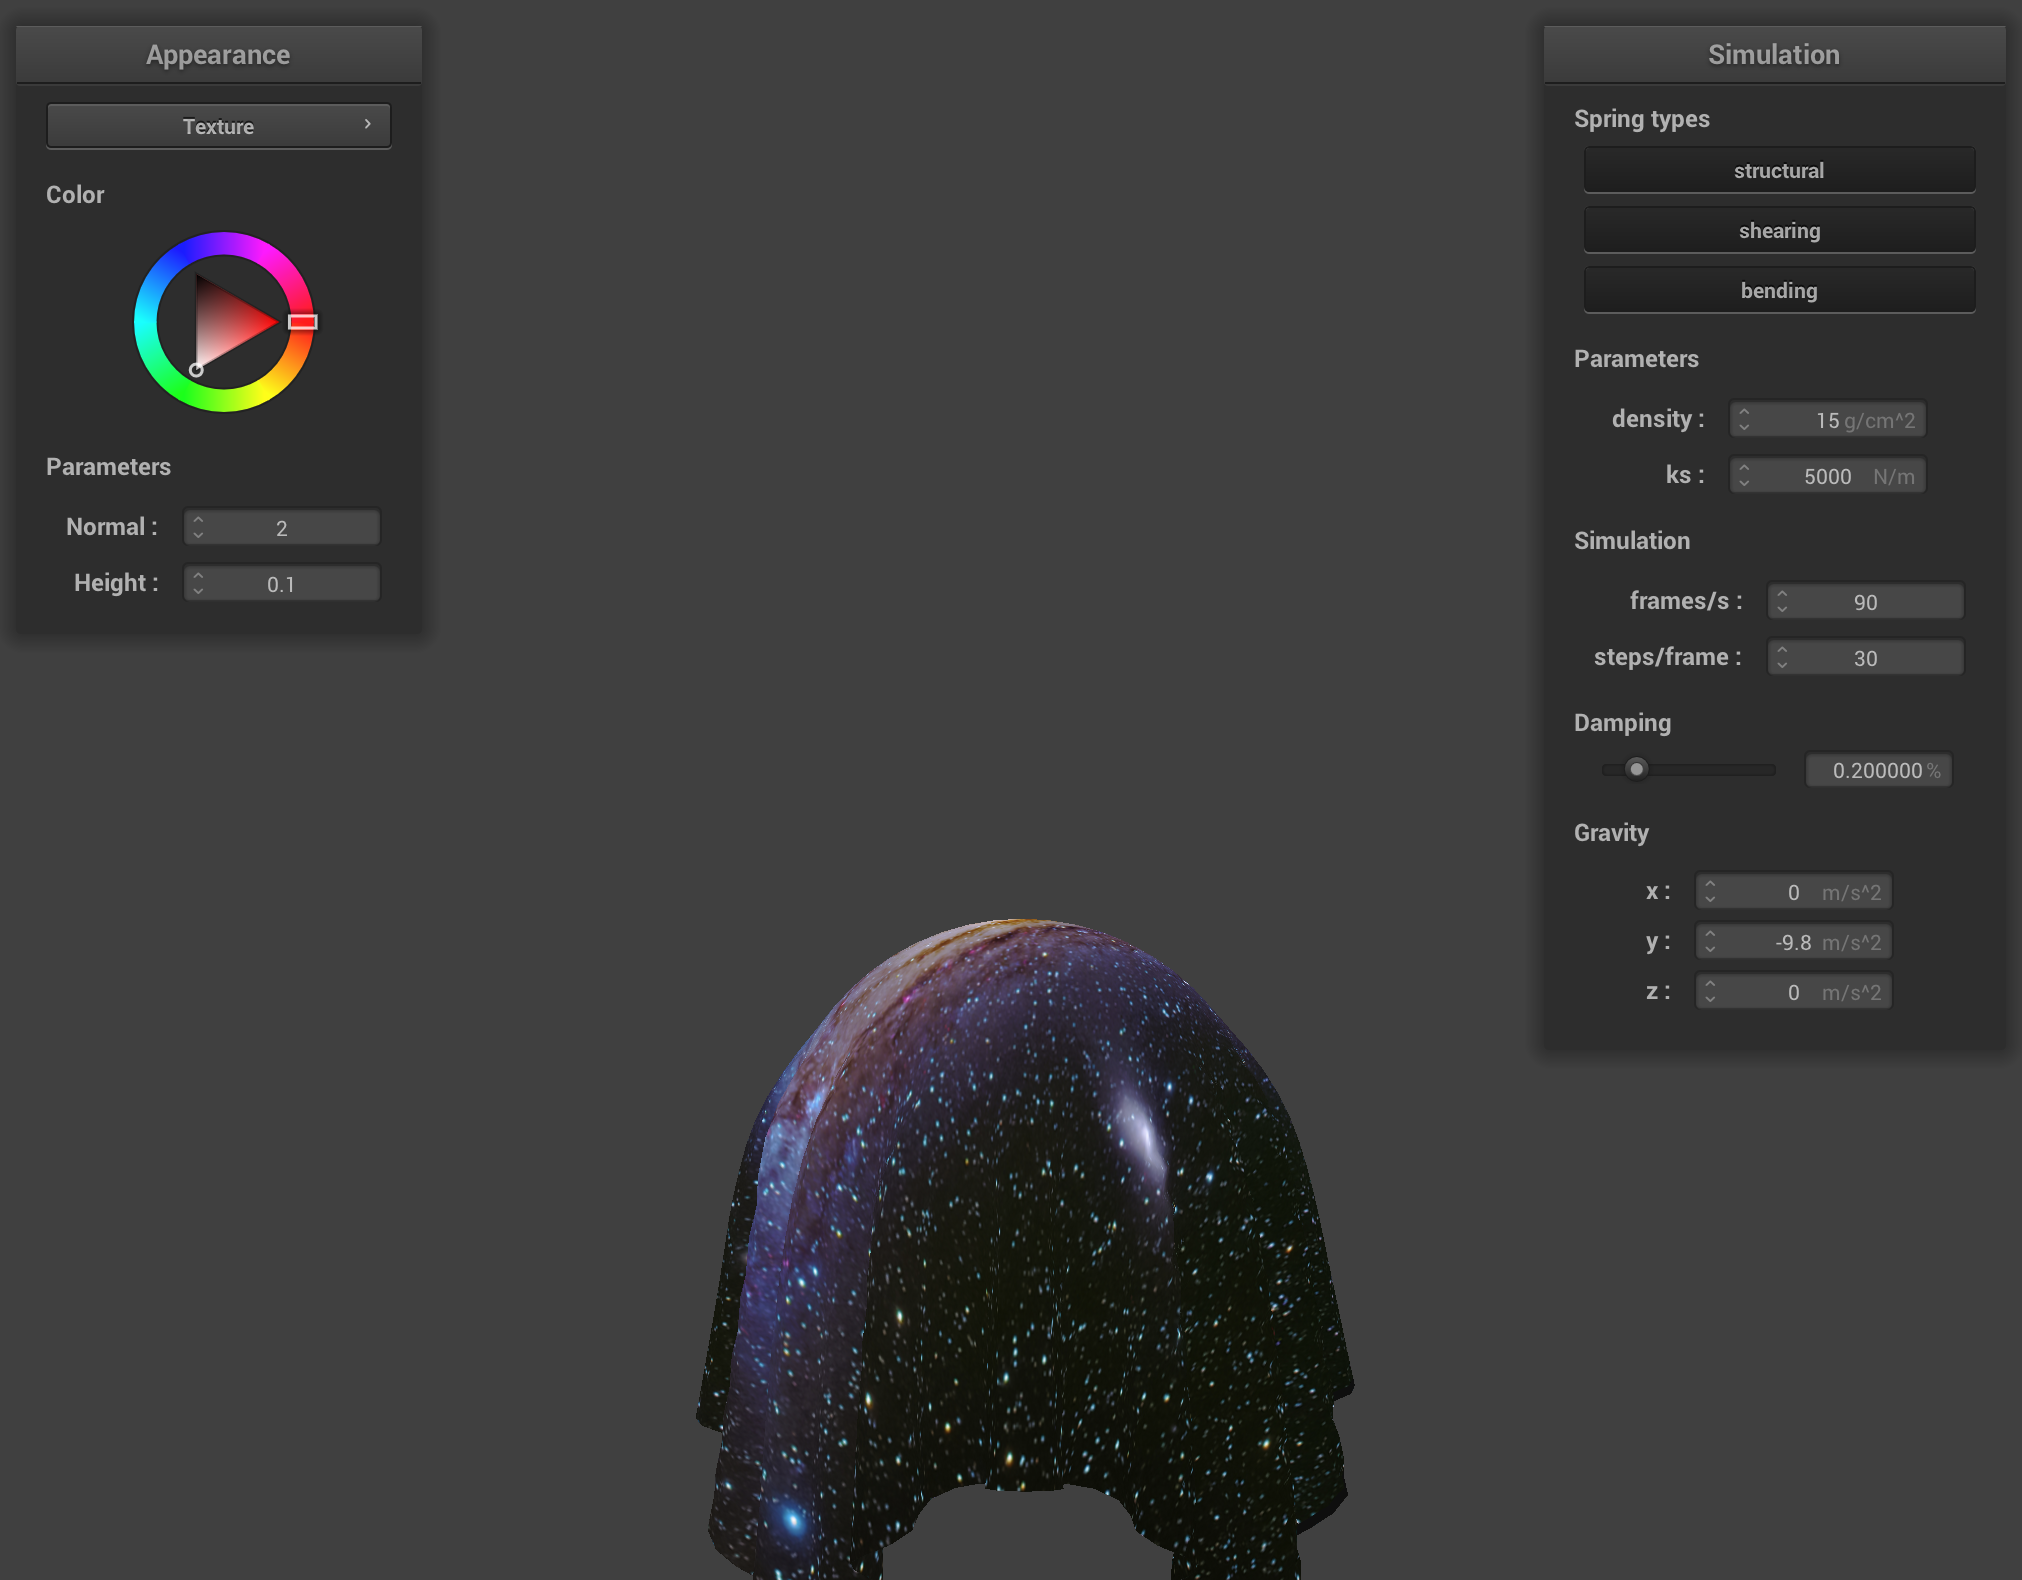 Appearance
Texture
Color
Parameters
Normal : 2
Height : 0.1
Simulation
Spring types
structural
shearing
bending
Parameters
density : 15 g/cm^2
ks : 5000 N/m
Simulation
frames/s : 90
steps/frame : 30
Damping
0.200000 %
Gravity
x : 0 m/s^2
y : -9.8 m/s^2
z : 0 m/s^2